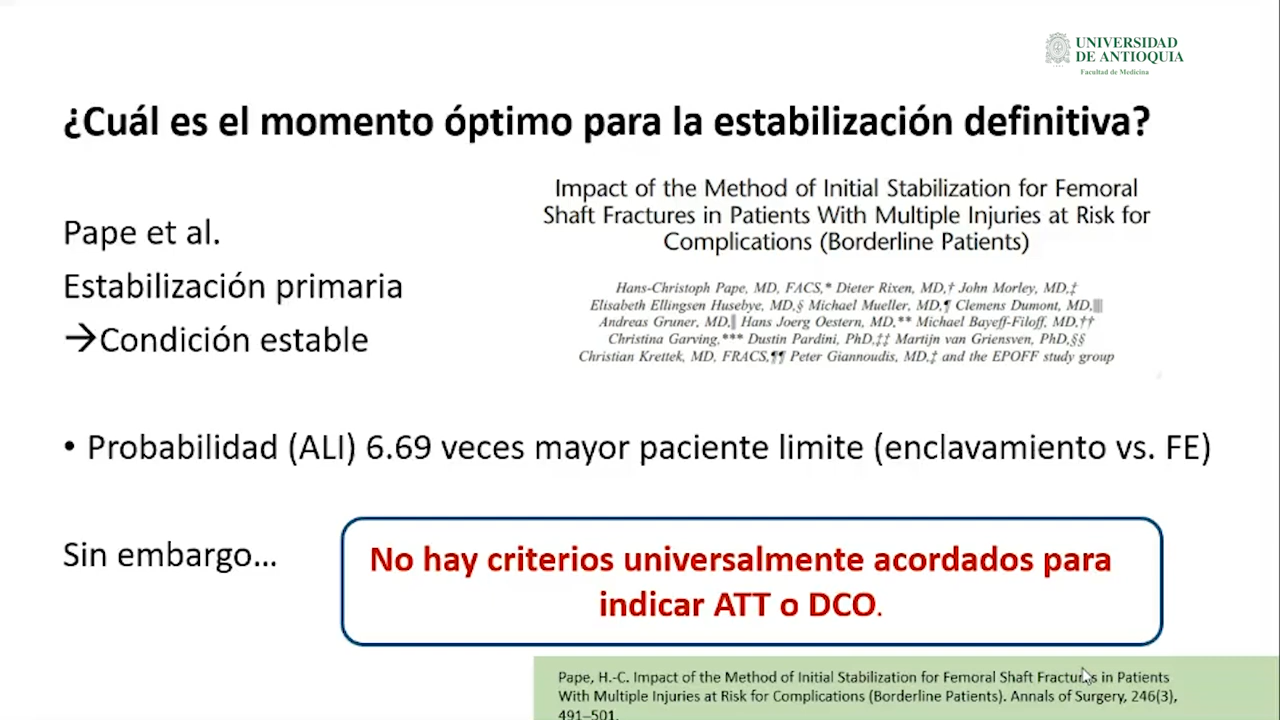 UNIVERSIDAD
DE ANTIOQUIA
Facultad de Medicina
¿Cuál es el momento óptimo para la estabilización definitiva?
Impact of the Method of Initial Stabilization for Femoral
Shaft Fractures in Patients With Multiple Injuries at Risk for
Complications (Borderline Patients)
Hans-Christoph Pape, MD, FACS,* Dieter Rixen, MD,† John Morley, MD,‡
Elisabeth Ellingsen Husebye, MD,§ Michael Mueller, MD,¶ Clemens Dumont, MD,||||
Andreas Gruner, MD,|| Hans Joerg Oestern, MD,** Michael Bayeff-Filoff, MD,††
Christina Garving,*** Dustin Pardini, PhD,‡‡ Martijn van Griensven, PhD,§§
Christian Krettek, MD, FRACS,¶¶ Peter Giannoudis, MD,‡ and the EPOFF study group
Pape et al.
Estabilización primaria
→Condición estable
• Probabilidad (ALI) 6.69 veces mayor paciente limite (enclavamiento vs. FE)
Sin embargo...
No hay criterios universalmente acordados para
indicar ATT o DCO.
Pape, H.-C. Impact of the Method of Initial Stabilization for Femoral Shaft Fractures in Patients
With Multiple Injuries at Risk for Complications (Borderline Patients). Annals of Surgery, 246(3),
491–501.